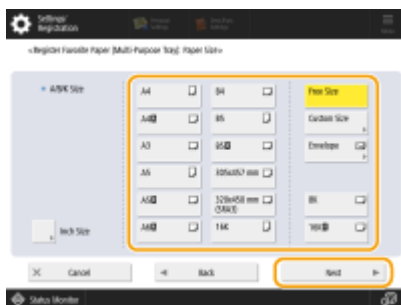 Settings/
Registration
<Register Favorite Paper (Multi-Purpose Tray): Paper Size>
A/B/K Size
A4
B4
Free Size
A4R
B5
Custom Size
A3
B5R
Envelope
A5
305x457 mm
A5R
320x450 mm
(SRA3)
8K
Inch Size
A6R
16K
16KR
Cancel
Back
Next
Status Monitor